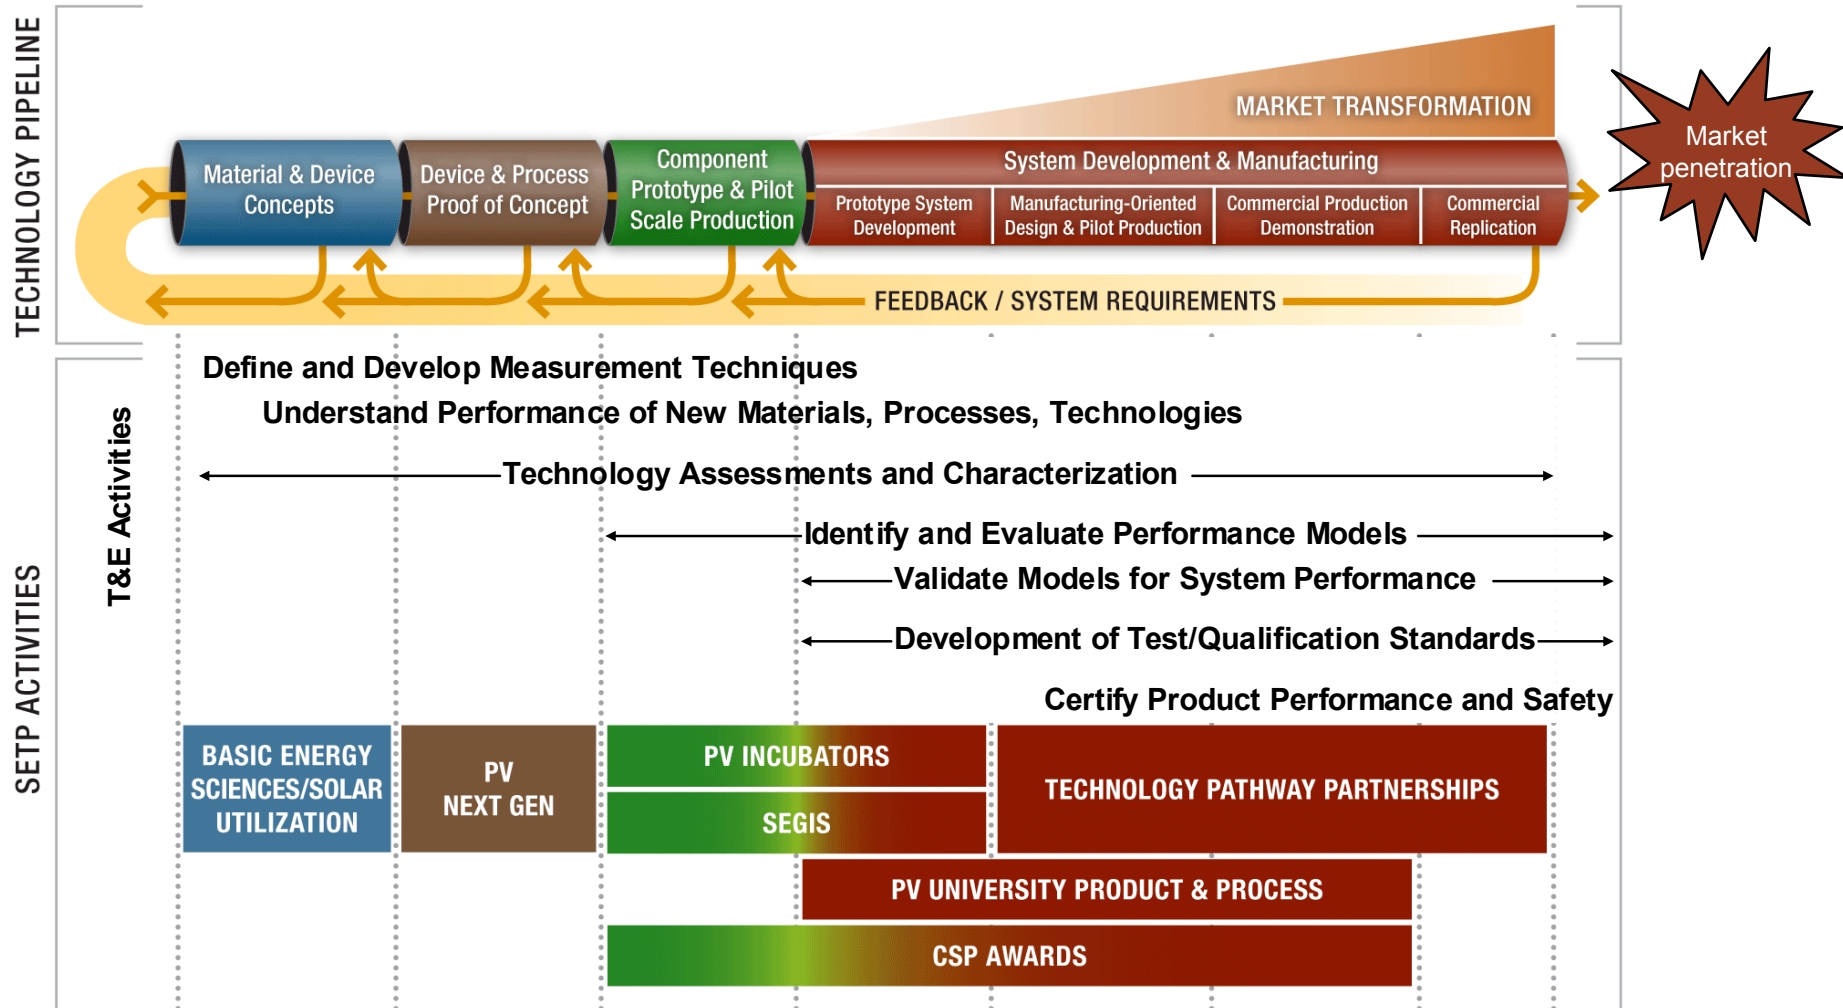 TECHNOLOGY PIPELINE
MARKET TRANSFORMATION
Market
penetration
Material & Device
Concepts
Device & Process
Proof of Concept
Component
Prototype & Pilot
Scale Production
System Development & Manufacturing
Prototype System
Development
Manufacturing-Oriented
Design & Pilot Production
Commercial Production
Demonstration
Commercial
Replication
FEEDBACK / SYSTEM REQUIREMENTS
SETP ACTIVITIES
T&E Activities
Define and Develop Measurement Techniques
Understand Performance of New Materials, Processes, Technologies
Technology Assessments and Characterization
Identify and Evaluate Performance Models
Validate Models for System Performance
Development of Test/Qualification Standards
Certify Product Performance and Safety
BASIC ENERGY
SCIENCES/SOLAR
UTILIZATION
PV
NEXT GEN
PV INCUBATORS
SEGIS
TECHNOLOGY PATHWAY PARTNERSHIPS
PV UNIVERSITY PRODUCT & PROCESS
CSP AWARDS